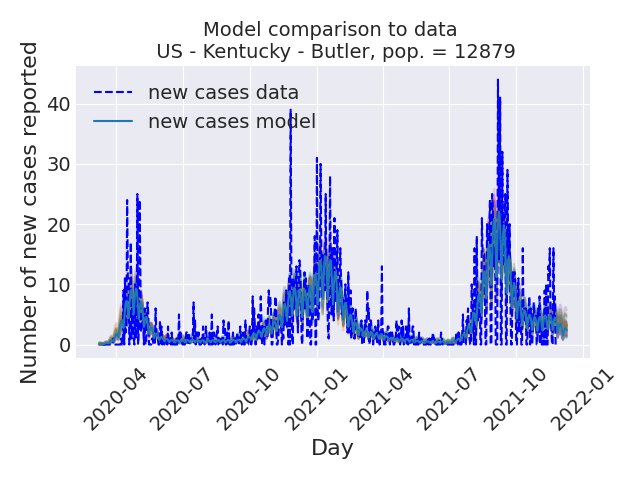 Model comparison to data
US - Kentucky - Butler, pop. = 12879
Number of new cases reported
new cases data
new cases model
40
30
20
10
0
2020-04
2020-07
2020-10
2021-01
2021-04
2021-07
2021-10
2022-01
Day